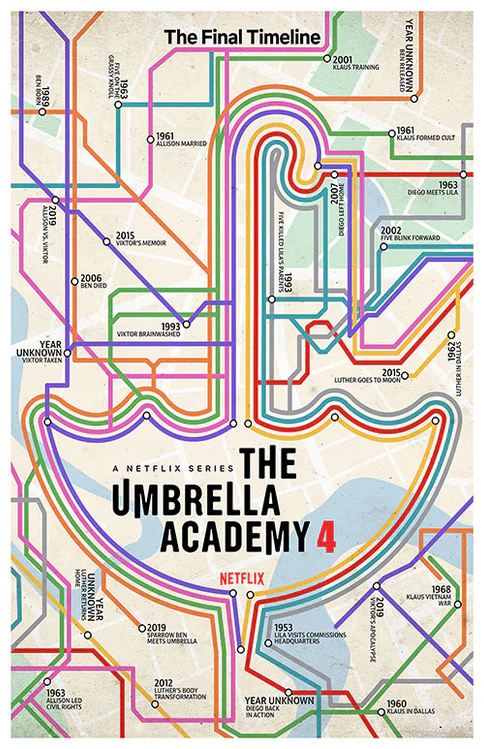 The Final Timeline
2001
KLAUS TRAINING
YEAR UNKNOWN
BEN RELEASED
1963
FIVE ON THE
GRASSY KNOLL
1989
BEN BORN
1961
ALLISON MARRIED
1961
KLAUS FORMED CULT
1963
DIEGO MEETS LILA
2007
DIEGO LEFT HOME
2019
ALLISON VS. VIKTOR
2002
FIVE BLINK FORWARD
2015
VIKTOR'S MEMOIR
FIVE KILLED LILA'S PARENTS
1993
2006
BEN DIED
1993
VIKTOR BRAINWASHED
YEAR
UNKNOWN
VIKTOR TAKEN
1962
LUTHER IN DALLAS
2015
LUTHER GOES TO MOON
A NETFLIX SERIES
THE
UMBRELLA
ACADEMY 4
NETFLIX
YEAR
UNKNOWN
LUTHER RETURNS
HOME
2019
SPARROW BEN
MEETS UMBRELLA
1953
LILA VISITS COMMISSIONS
HEADQUARTERS
2019
VIKTOR'S APOCALYPSE
1968
KLAUS VIETNAM
WAR
1963
ALLISON LED
CIVIL RIGHTS
2012
LUTHER'S BODY
TRANSFORMATION
YEAR UNKNOWN
DIEGO BACK
IN ACTION
1960
KLAUS IN DALLAS